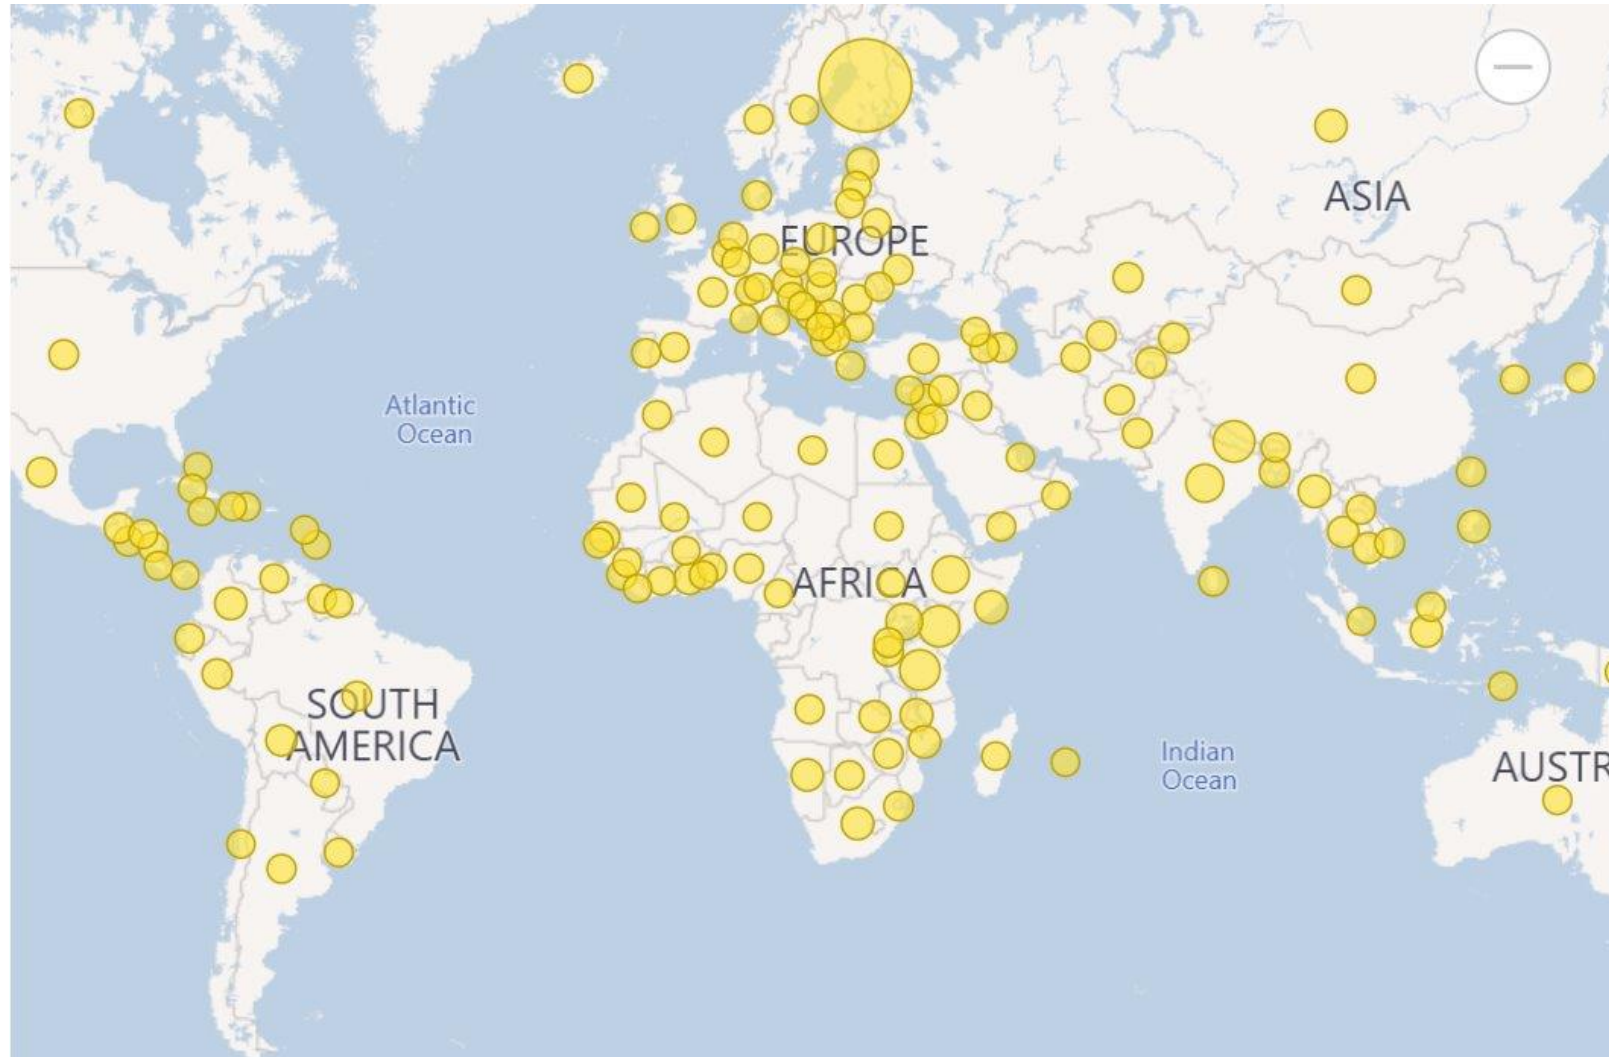 ASIA
EUROPE
Atlantic
Ocean
AFRICA
SOUTH
AMERICA
Indian
Ocean
AUSTR